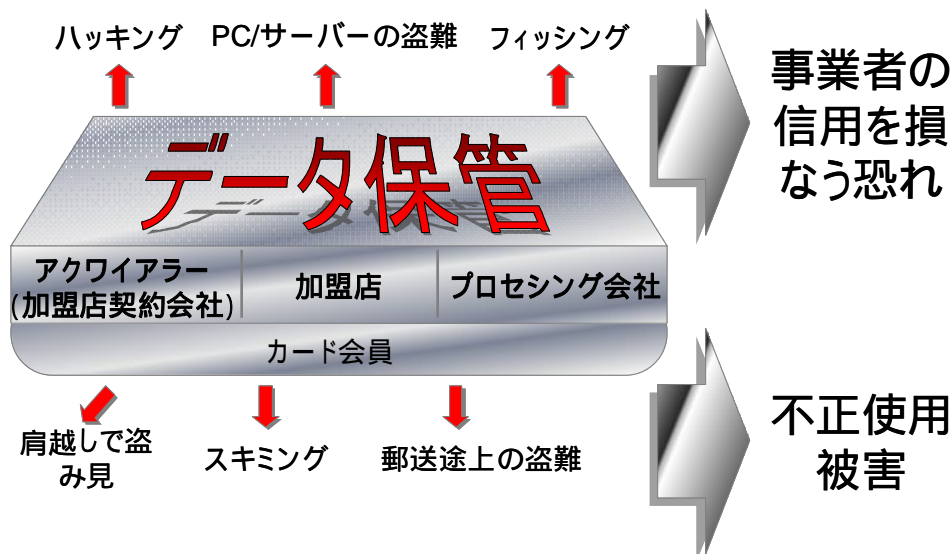 ハッキング
PC/サーバーの盗難
フィッシング
データ保管
アクワイアラー
(加盟店契約会社)
加盟店
プロセシング会社
カード会員
肩越しで盗
み見
スキミング
郵送途上の盗難
事業者の
信用を損
なう恐れ
不正使用
被害